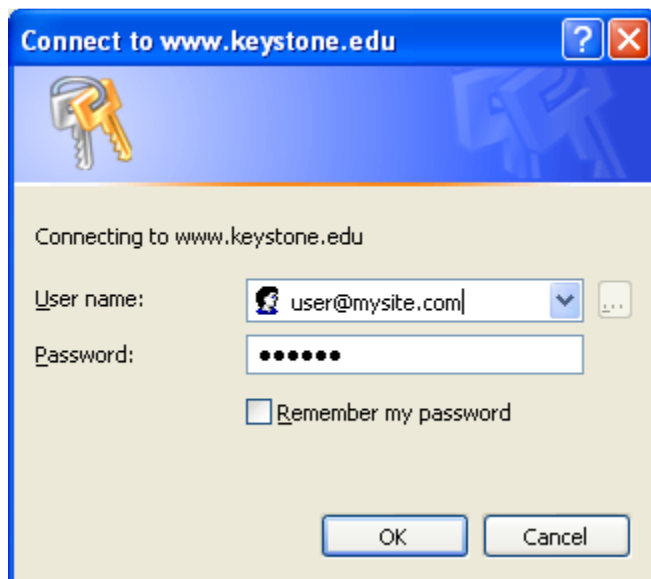 Connect to www.keystone.edu
Connecting to www.keystone.edu
User name: user@mysite.com ...
Password: ●●●●●●
Remember my password
OK Cancel